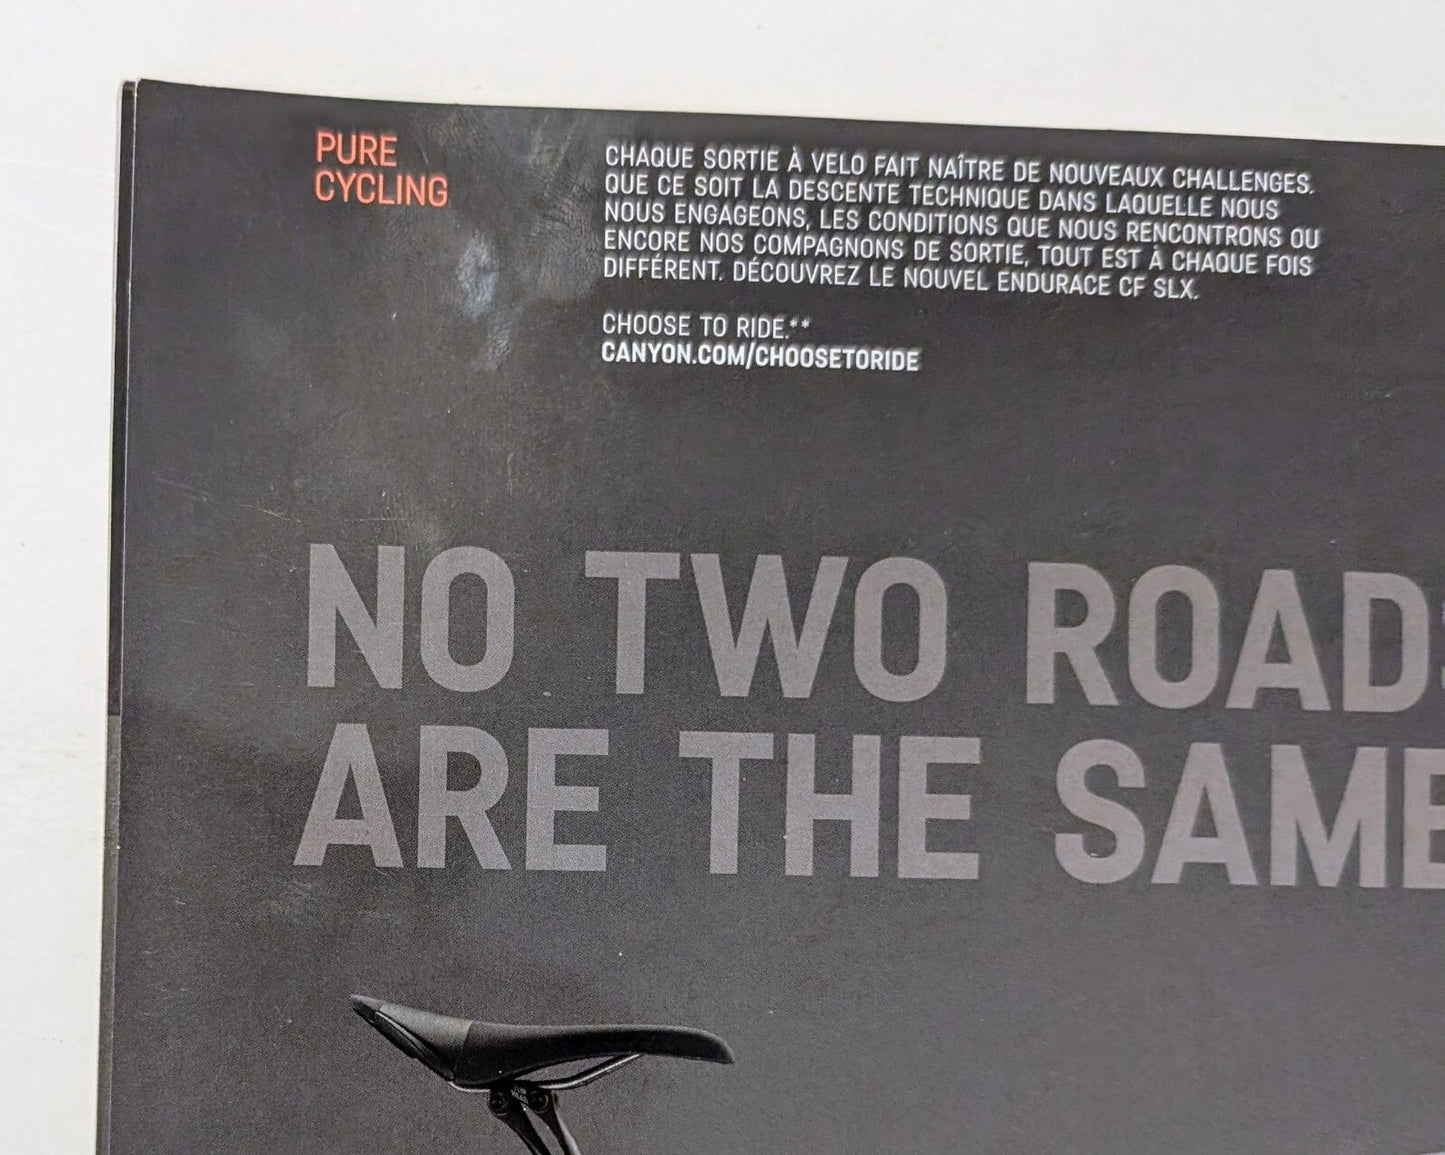 PURE
CYCLING
CHAQUE SORTIE À VELO FAIT NAÎTRE DE NOUVEAUX CHALLENGES.
QUE CE SOIT LA DESCENTE TECHNIQUE DANS LAQUELLE NOUS
NOUS ENGAGEONS, LES CONDITIONS QUE NOUS RENCONTRONS OU
ENCORE NOS COMPAGNONS DE SORTIE, TOUT EST À CHAQUE FOIS
DIFFÉRENT. DÉCOUVREZ LE NOUVEL ENDURACE CF SLX.
CHOOSE TO RIDE.**
CANYON.COM/CHOOSETORIDE
NO TWO ROADS
ARE THE SAME